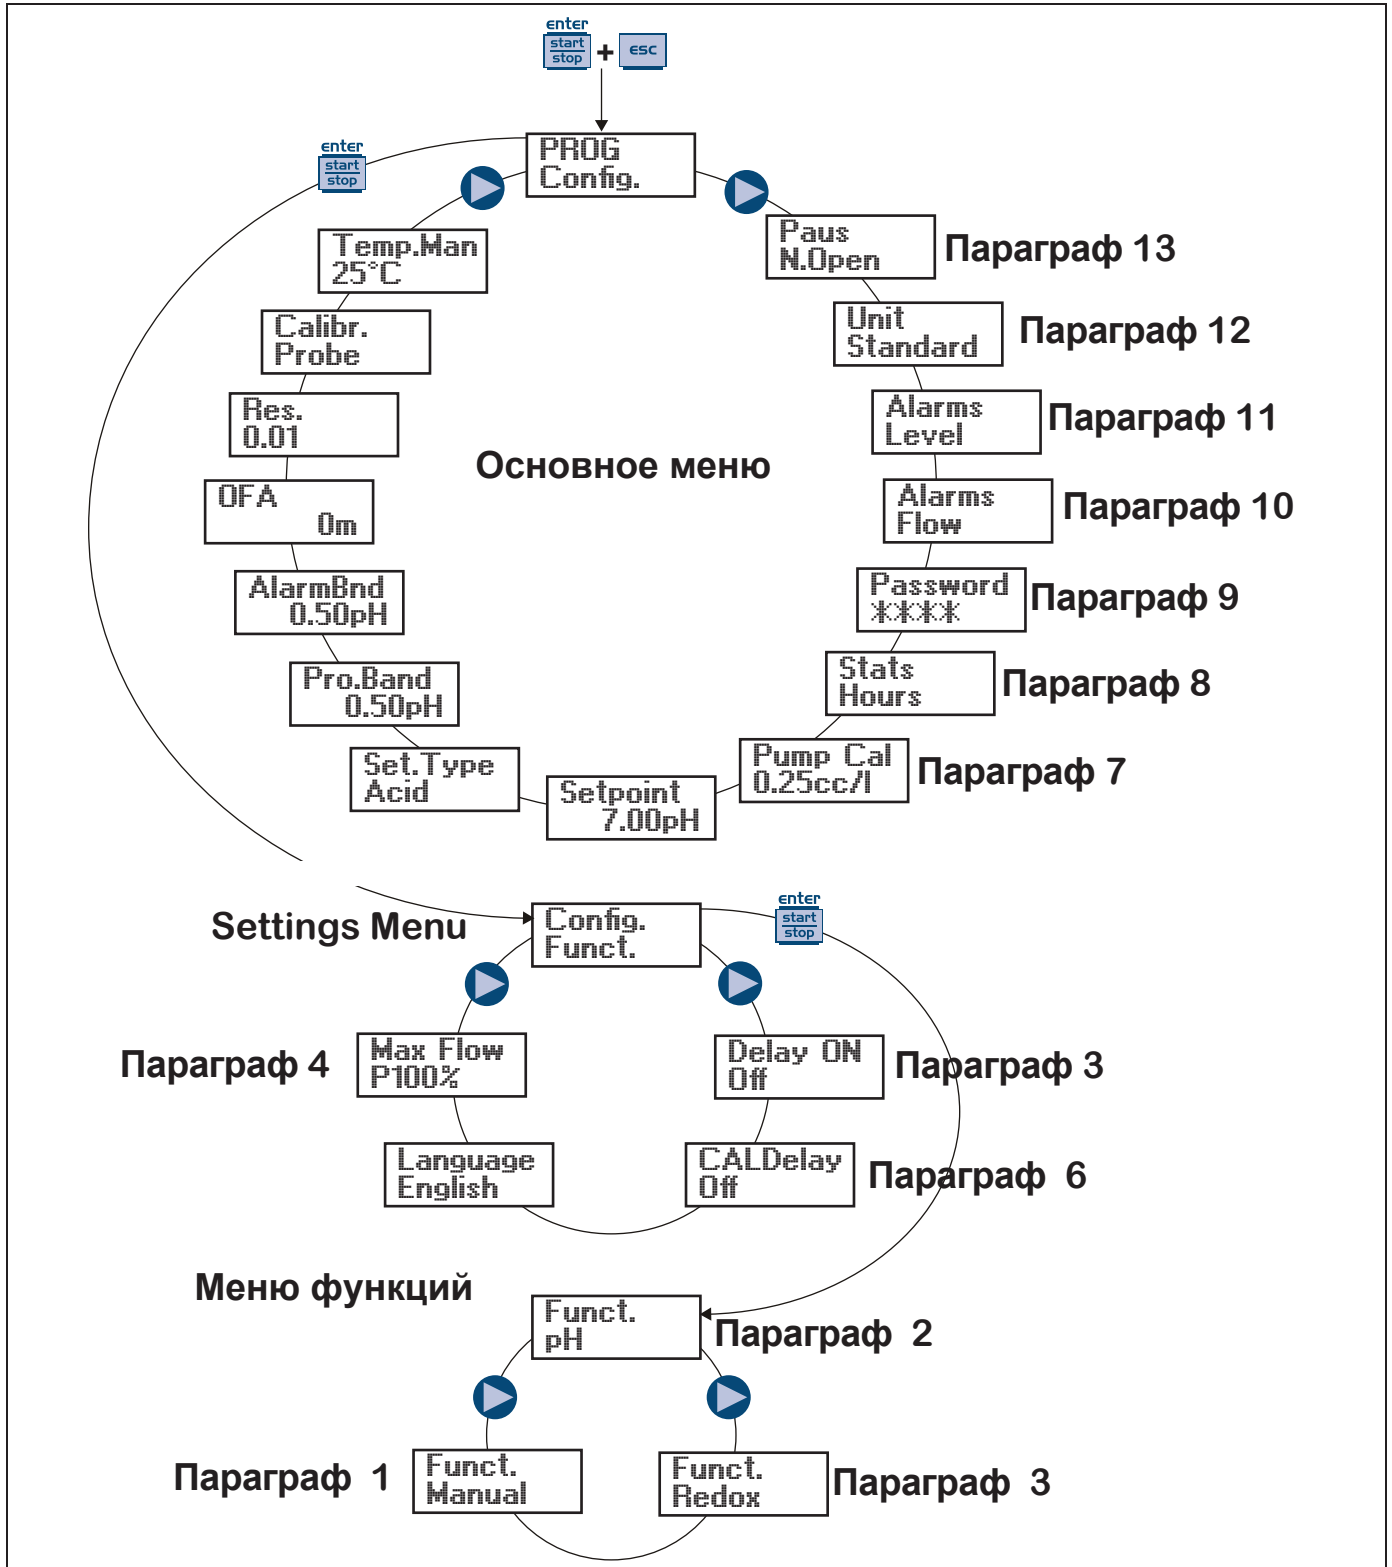 enter
start
stop
+
esc
enter
start
stop
PROG
Config.
Temp.Man
25°C
Paus
N.Open
Параграф 13
Calibr.
Probe
Unit
Standard
Параграф 12
Res.
0.01
Alarms
Level
Параграф 11
Основное меню
OFA
0m
Alarms
Flow
Параграф 10
AlarmBnd
0.50pH
Password
****
Параграф 9
Pro.Band
0.50pH
Stats
Hours
Параграф 8
Set.Type
Acid
Setpoint
7.00pH
Pump Cal
0.25cc/l
Параграф 7
Settings Menu
Config.
Funct.
enter
start
stop
Параграф 4
Max Flow
P100%
Delay ON
Off
Параграф 3
Language
English
CALDelay
Off
Параграф 6
Меню функций
Funct.
pH
Параграф 2
Параграф 1
Funct.
Manual
Funct.
Redox
Параграф 3